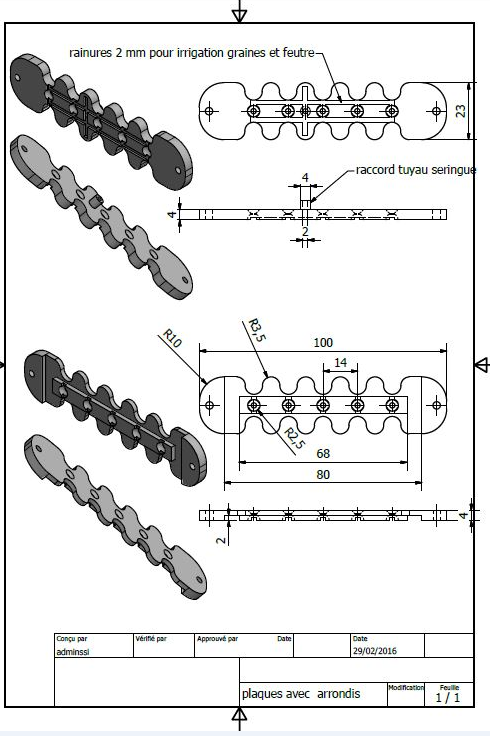 rainures 2 mm pour irrigation graines et feutre
23
4
raccord tuyau seringue
4
2
R10
R3,5
100
14
R2,5
68
80
2
4
Conçu par
Vérifié par
Approuvé par
Date
Date
adminssi
29/02/2016
plaques avec arrondis
Modification
Feuille
1 / 1